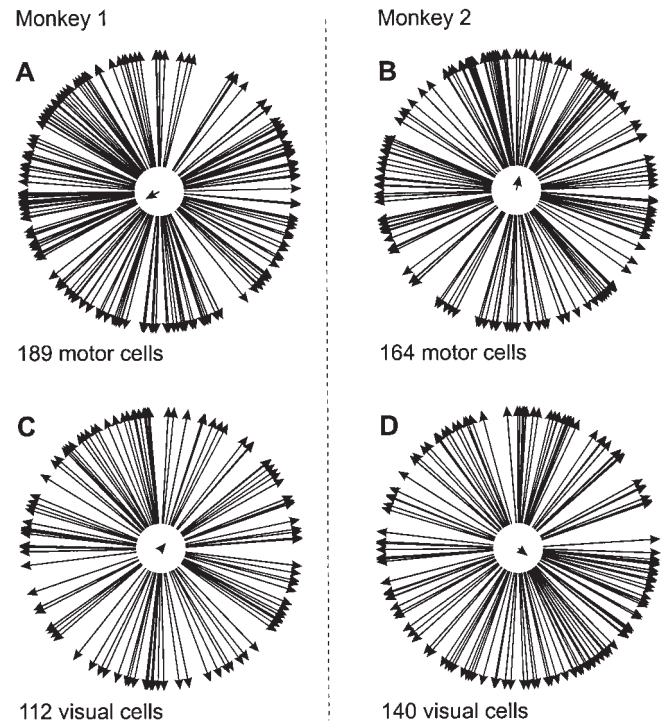 Monkey 1
Monkey 2
A
B
189 motor cells
164 motor cells
C
D
112 visual cells
140 visual cells